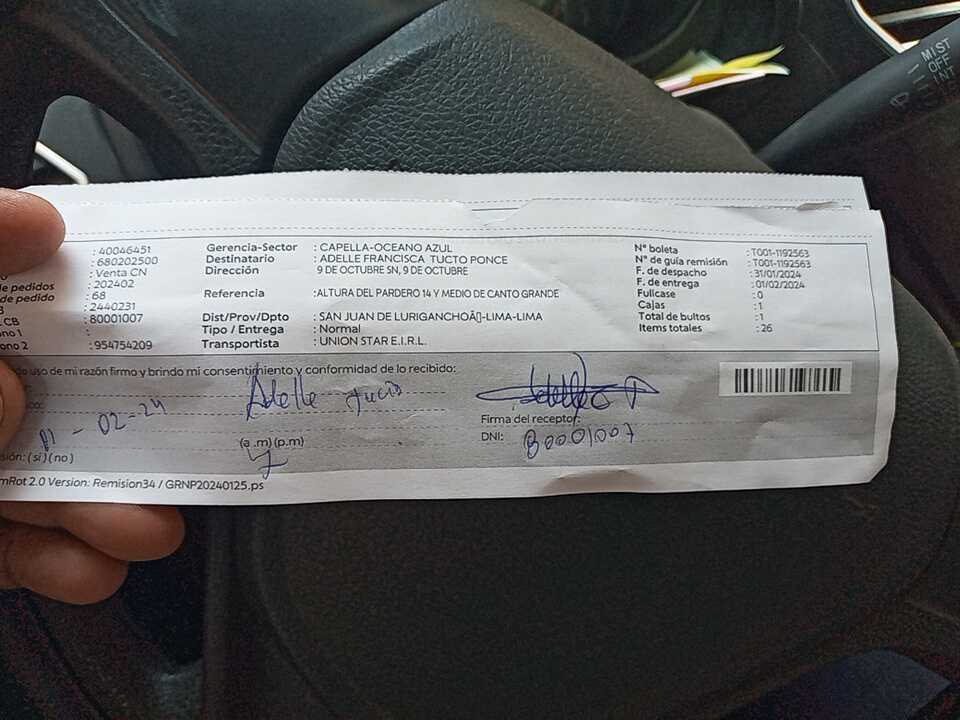 MIST
OFF
INT
: 40046451
: 680202500
: Venta CN
de pedidos : 202402
de pedido : 68
: 2440231
CB : 80001007
ono 1 :
ono 2 : 954754209
Gerencia-Sector : CAPELLA-OCEANO AZUL
Destinatario : ADELLE FRANCISCA TUCTO PONCE
Dirección 9 DE OCTUBRE SN, 9 DE OCTUBRE
Referencia :ALTURA DEL PARDERO 14 Y MEDIO DE CANTO GRANDE
Dist/Prov/Dpto : SAN JUAN DE LURIGANCHOÂ▯-LIMA-LIMA
Tipo / Entrega : Normal
Transportista : UNION STAR E.I.R.L.
N° boleta : T001-1192563
N° de guía remisión : T001-1192563
F. de despacho : 31/01/2024
F. de entrega : 01/02/2024
Fullcase : 0
Cajas : 1
Total de bultos : 1
Items totales : 26
do uso de mi razón firmo y brindo mi consentimiento y conformidad de lo recibido:
Adelle Tucto
01 - 02-24
(a .m) (p.m)
Firma del receptor:
DNI: 80001007
sión: (si) (no)
mRot 2.0 Version: Remision34 / GRNP20240125.ps